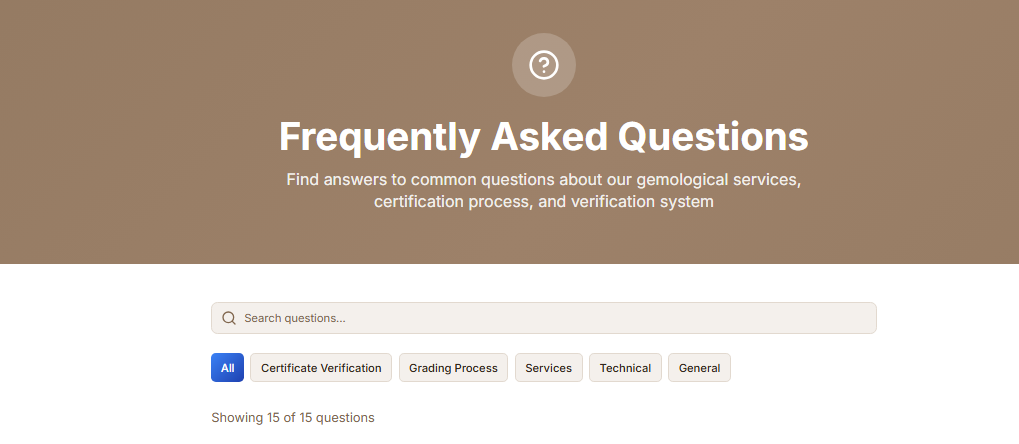 Frequently Asked Questions
Find answers to common questions about our gemological services,
certification process, and verification system
Search questions...
All Certificate Verification Grading Process Services Technical General
Showing 15 of 15 questions